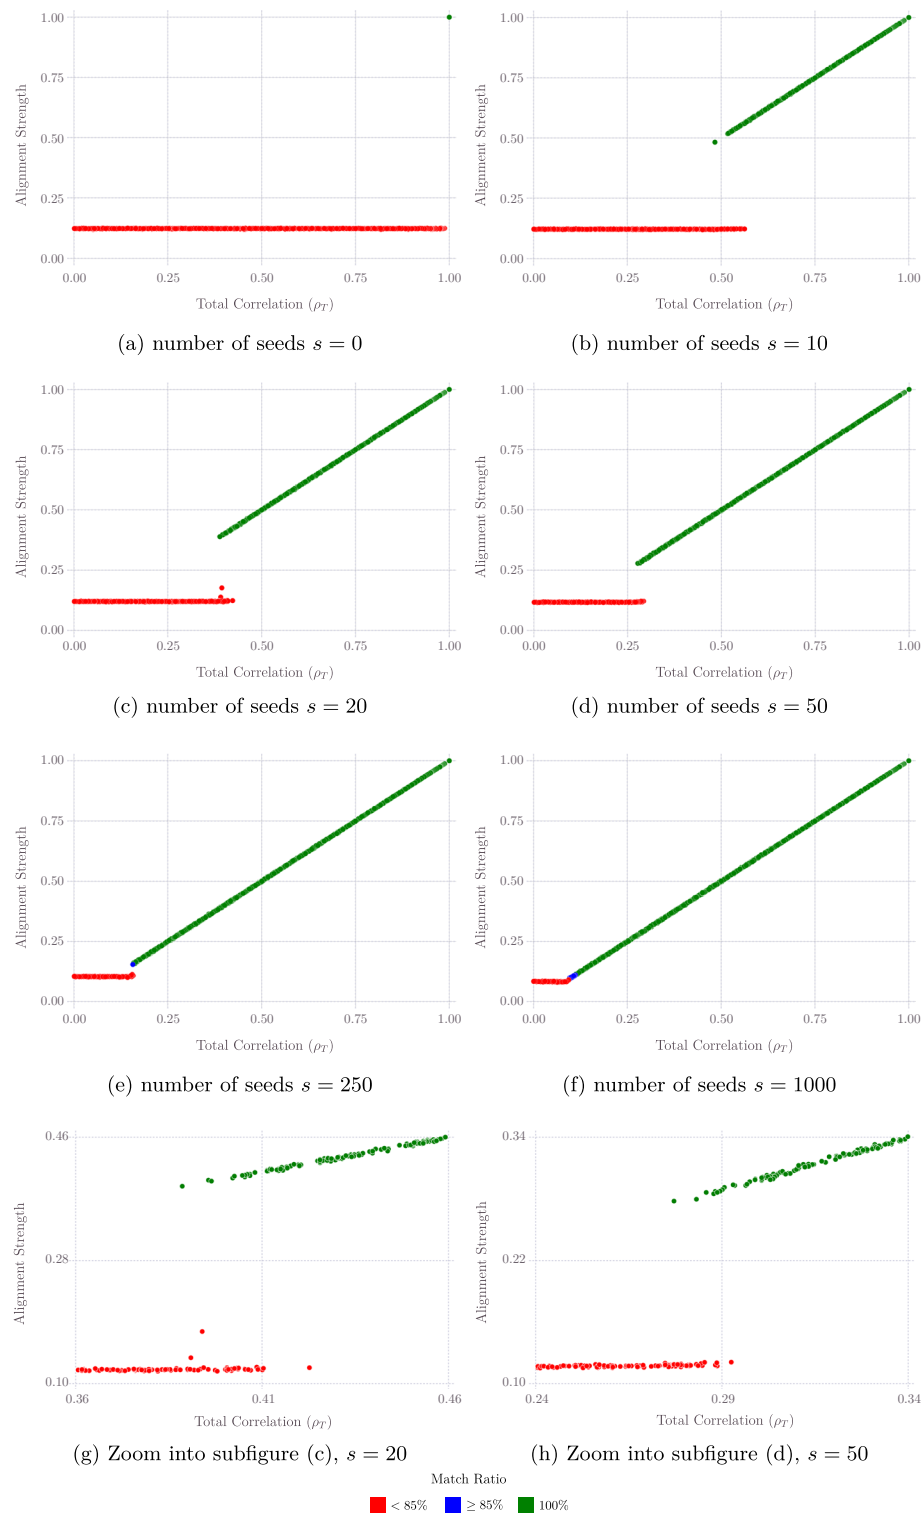 1.00
0.75
0.50
0.25
0.00
Alignment Strength
0.00 0.25 0.50 0.75 1.00
Total Correlation (ρ_T)
(a) number of seeds s = 0
1.00
0.75
0.50
0.25
0.00
Alignment Strength
0.00 0.25 0.50 0.75 1.00
Total Correlation (ρ_T)
(b) number of seeds s = 10
1.00
0.75
0.50
0.25
0.00
Alignment Strength
0.00 0.25 0.50 0.75 1.00
Total Correlation (ρ_T)
(c) number of seeds s = 20
1.00
0.75
0.50
0.25
0.00
Alignment Strength
0.00 0.25 0.50 0.75 1.00
Total Correlation (ρ_T)
(d) number of seeds s = 50
1.00
0.75
0.50
0.25
0.00
Alignment Strength
0.00 0.25 0.50 0.75 1.00
Total Correlation (ρ_T)
(e) number of seeds s = 250
1.00
0.75
0.50
0.25
0.00
Alignment Strength
0.00 0.25 0.50 0.75 1.00
Total Correlation (ρ_T)
(f) number of seeds s = 1000
0.46
0.28
0.10
Alignment Strength
0.36 0.41 0.46
Total Correlation (ρ_T)
(g) Zoom into subfigure (c), s = 20
0.34
0.22
0.10
Alignment Strength
0.24 0.29 0.34
Total Correlation (ρ_T)
(h) Zoom into subfigure (d), s = 50
Match Ratio
< 85% ≥ 85% 100%